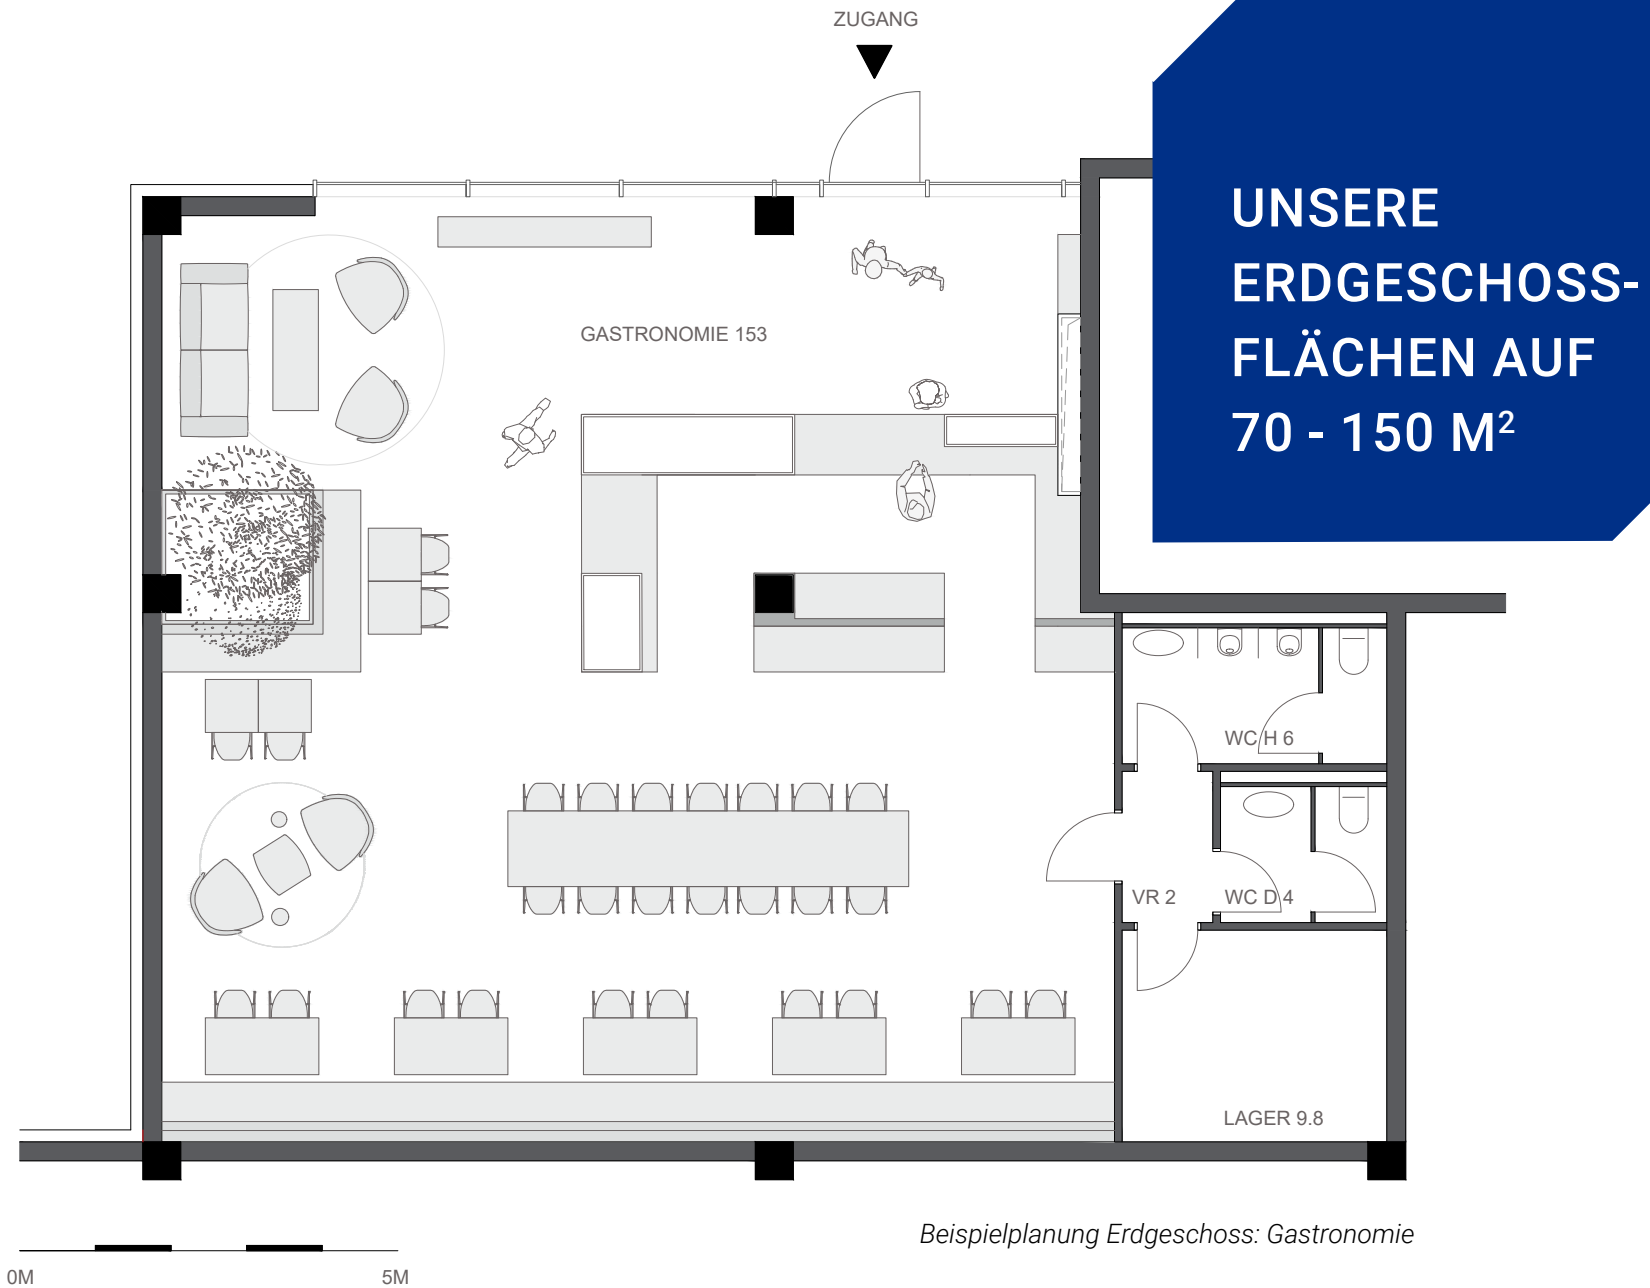 ZUGANG
UNSERE
ERDGESCHOSS-
FLÄCHEN AUF
70 - 150 M²
GASTRONOMIE 153
WC H 6
VR 2
WC D 4
LAGER 9.8
Beispielplanung Erdgeschoss: Gastronomie
0M
5M